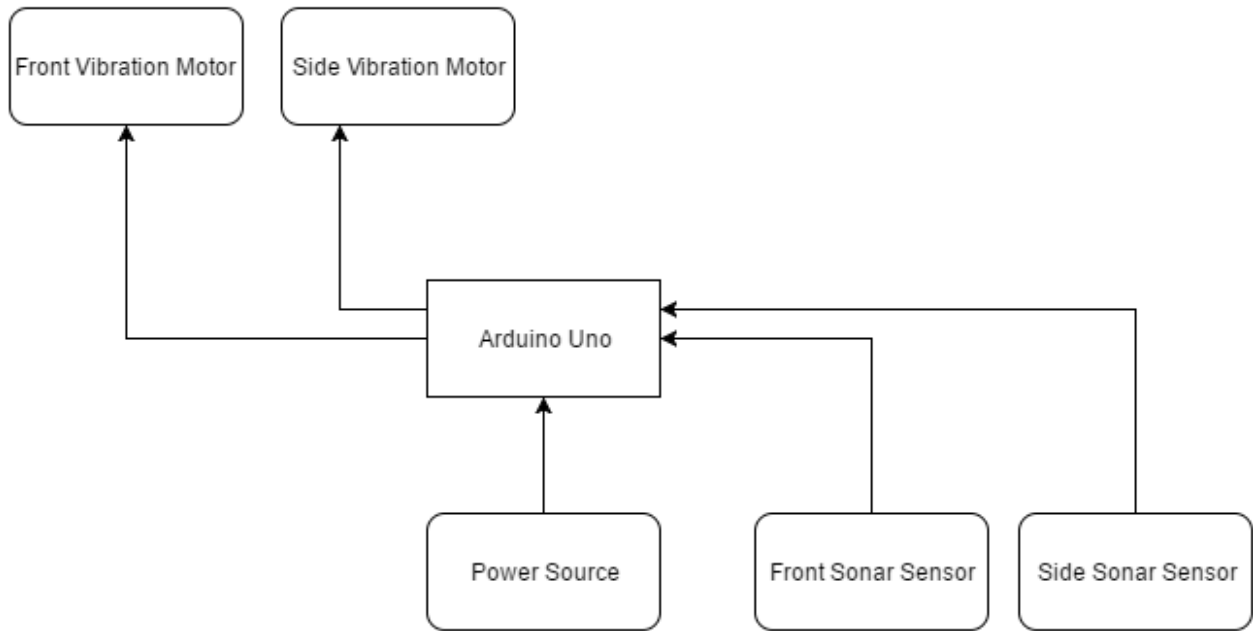 Front Vibration Motor
Side Vibration Motor
Arduino Uno
Power Source
Front Sonar Sensor
Side Sonar Sensor